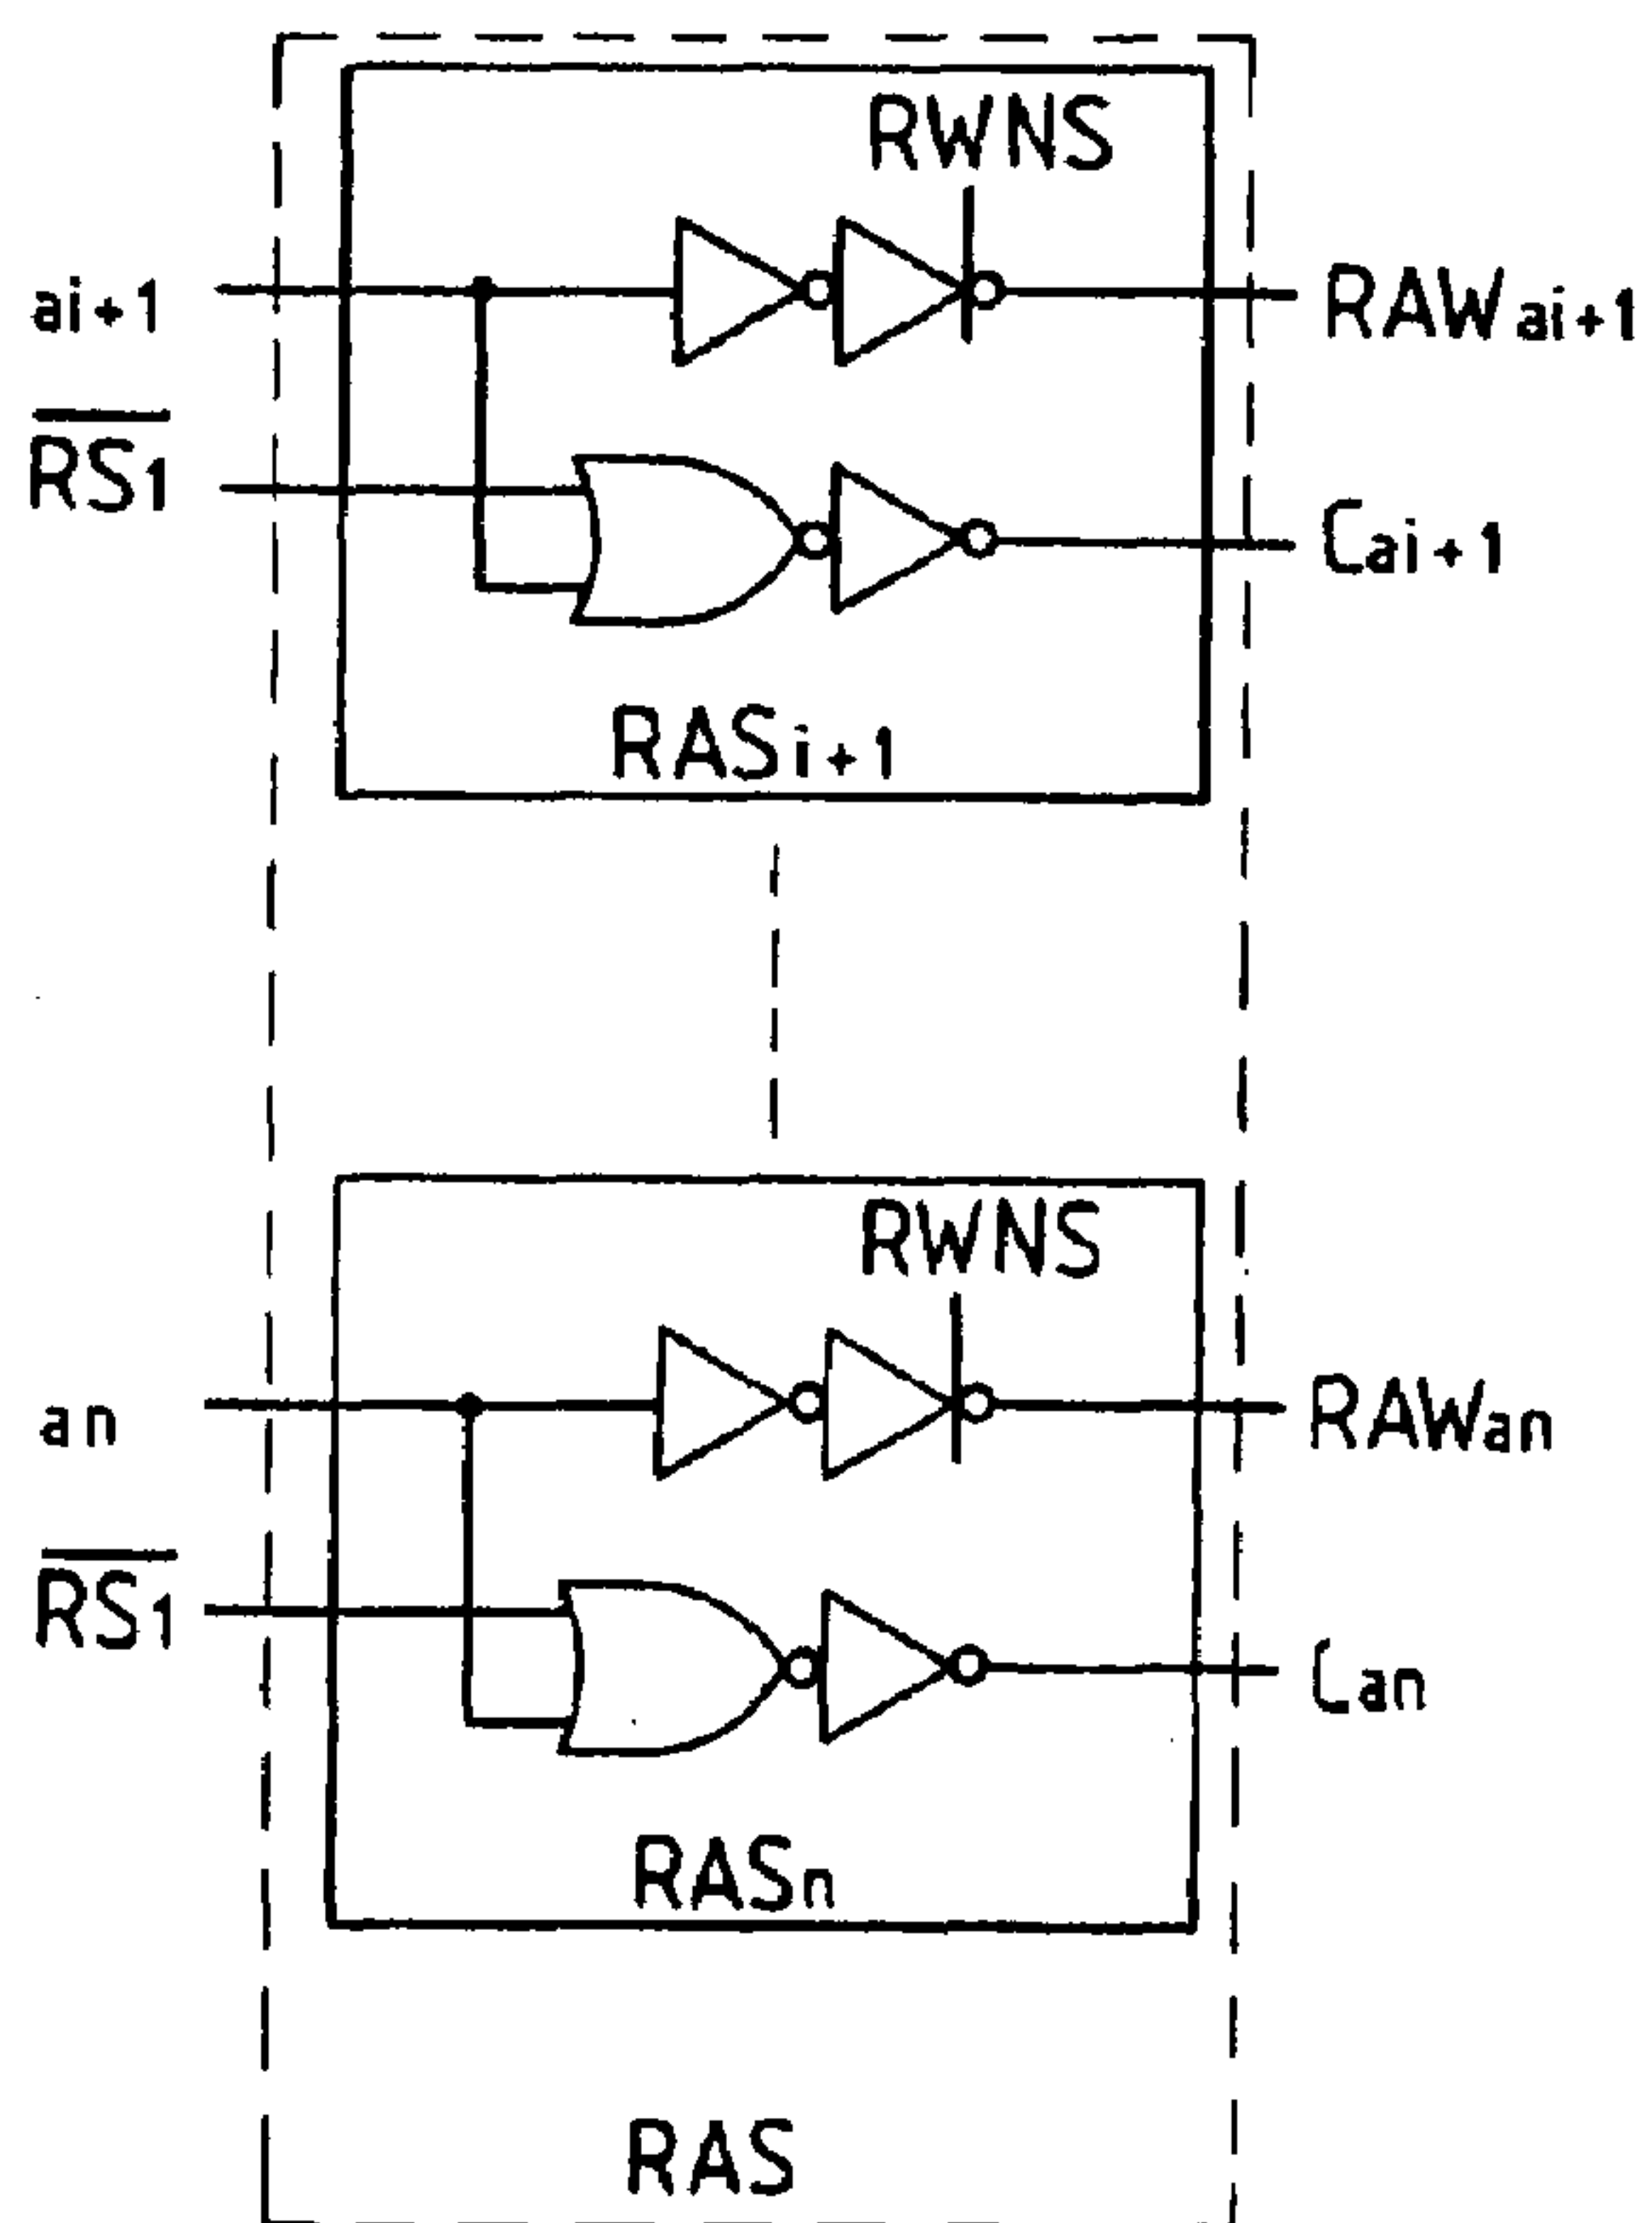 RWNS
ai+1
RAWai+1
RS1
Cai+1
RASi+1
RWNS
an
RAWan
RS1
Can
RASn
RAS